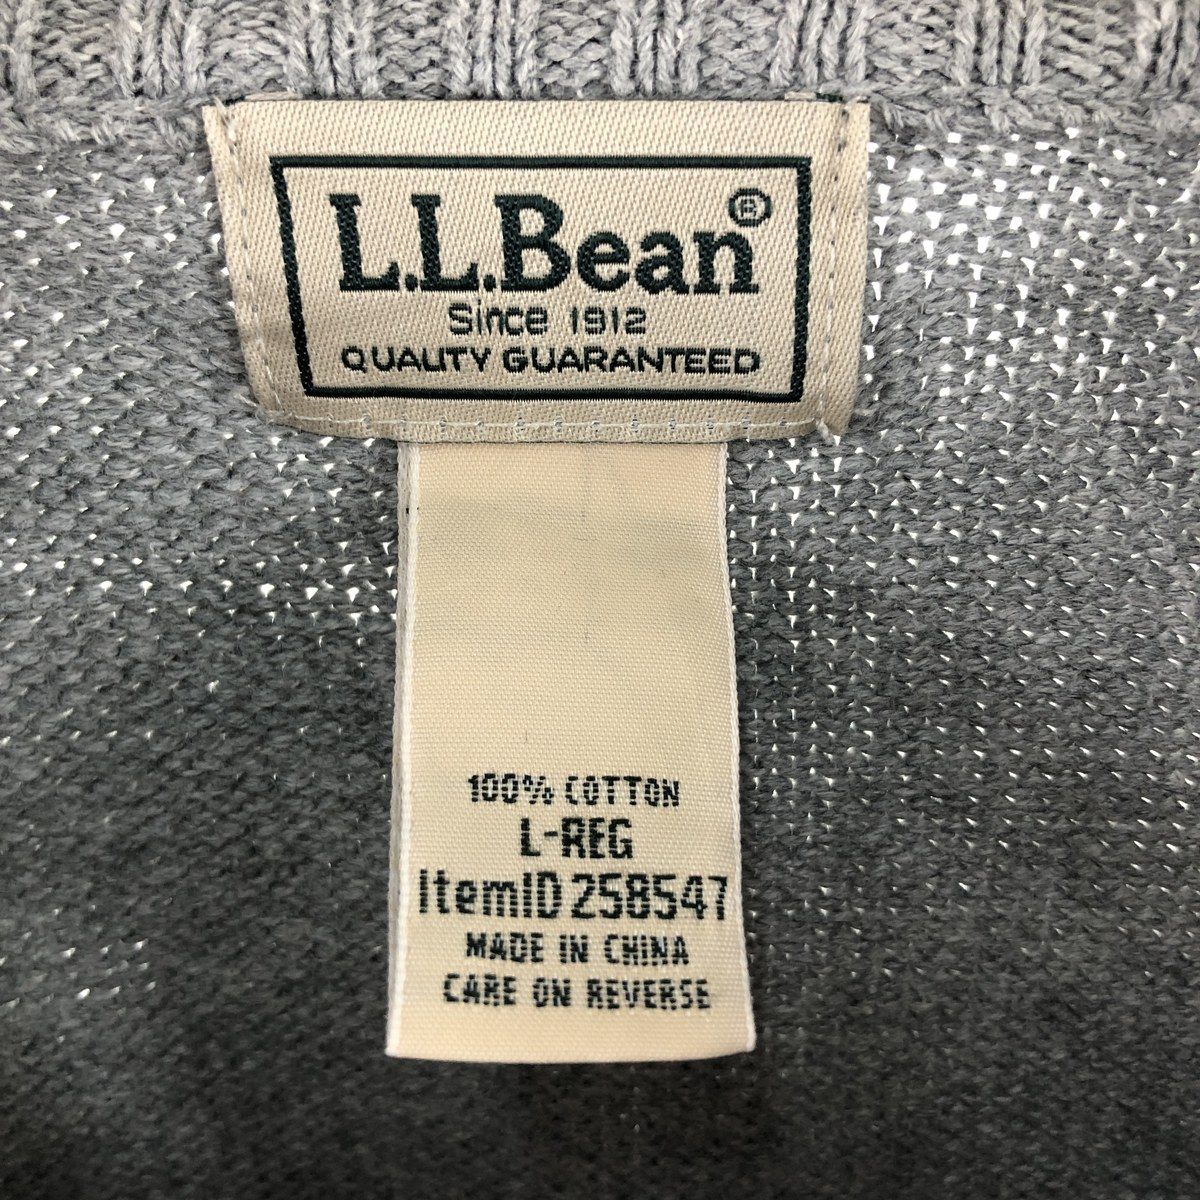 L.L.Bean®
Since 1912
QUALITY GUARANTEED
100% COTTON
L-REG
ItemID 258547
MADE IN CHINA
CARE ON REVERSE